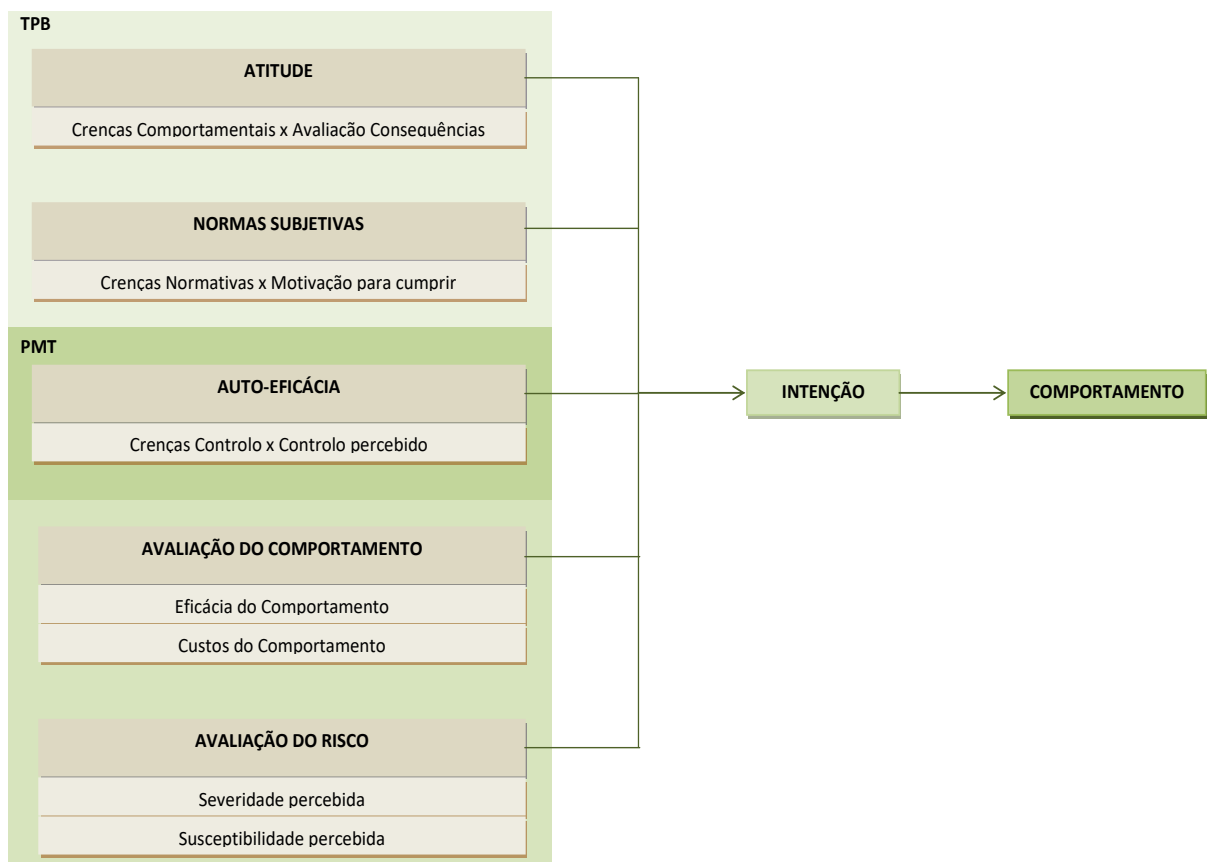 TPB
ATITUDE
Crenças Comportamentais x Avaliação Consequências
NORMAS SUBJETIVAS
Crenças Normativas x Motivação para cumprir
PMT
AUTO-EFICÁCIA
Crenças Controlo x Controlo percebido
INTENÇÃO
COMPORTAMENTO
AVALIAÇÃO DO COMPORTAMENTO
Eficácia do Comportamento
Custos do Comportamento
AVALIAÇÃO DO RISCO
Severidade percebida
Susceptibilidade percebida